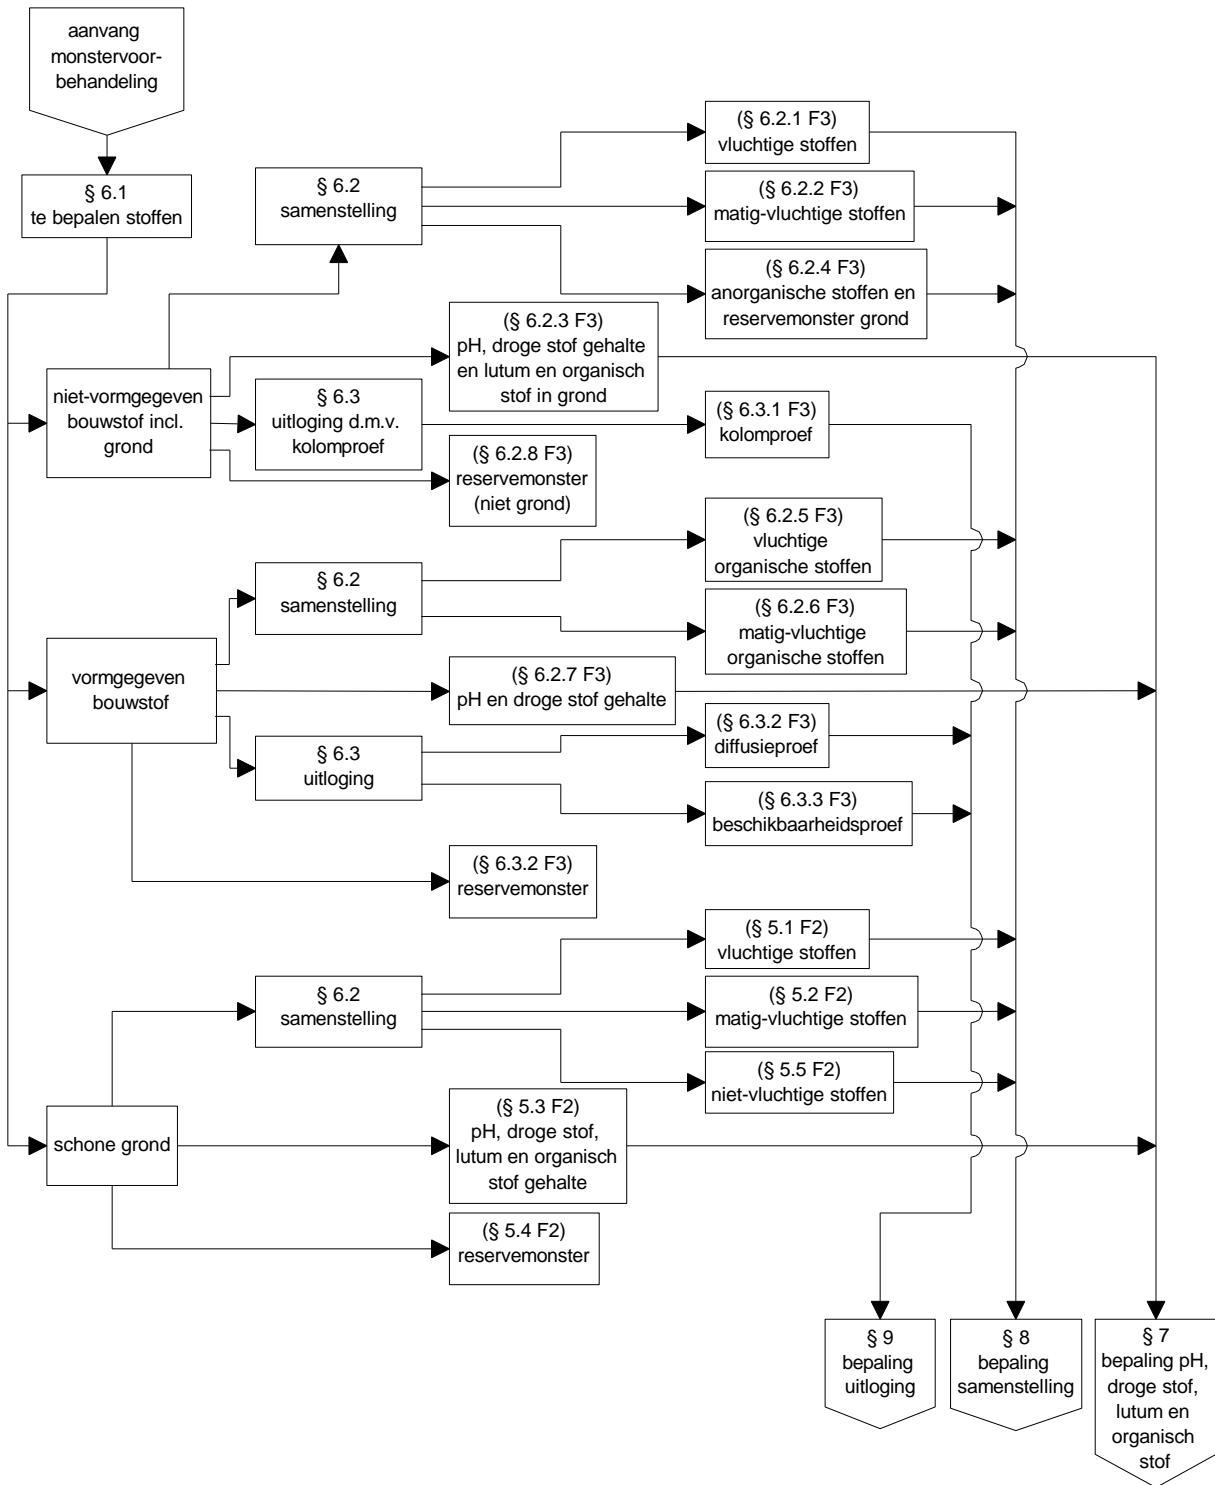 aanvang
monstervoor-
behandeling
§ 6.1
te bepalen stoffen
§ 6.2
samenstelling
(§ 6.2.1 F3)
vluchtige stoffen
(§ 6.2.2 F3)
matig-vluchtige stoffen
(§ 6.2.4 F3)
anorganische stoffen en
reservemonster grond
(§ 6.2.3 F3)
pH, droge stof gehalte
en lutum en organisch
stof in grond
niet-vormgegeven
bouwstof incl.
grond
§ 6.3
uitloging d.m.v.
kolomproef
(§ 6.3.1 F3)
kolomproef
(§ 6.2.8 F3)
reservemonster
(niet grond)
(§ 6.2.5 F3)
vluchtige
organische stoffen
§ 6.2
samenstelling
(§ 6.2.6 F3)
matig-vluchtige
organische stoffen
vormgegeven
bouwstof
(§ 6.2.7 F3)
pH en droge stof gehalte
(§ 6.3.2 F3)
diffusieproef
§ 6.3
uitloging
(§ 6.3.3 F3)
beschikbaarheidsproef
(§ 6.3.2 F3)
reservemonster
(§ 5.1 F2)
vluchtige stoffen
§ 6.2
samenstelling
(§ 5.2 F2)
matig-vluchtige stoffen
(§ 5.5 F2)
niet-vluchtige stoffen
schone grond
(§ 5.3 F2)
pH, droge stof,
lutum en organisch
stof gehalte
(§ 5.4 F2)
reservemonster
§ 9
bepaling
uitloging
§ 8
bepaling
samenstelling
§ 7
bepaling pH,
droge stof,
lutum en
organisch
stof